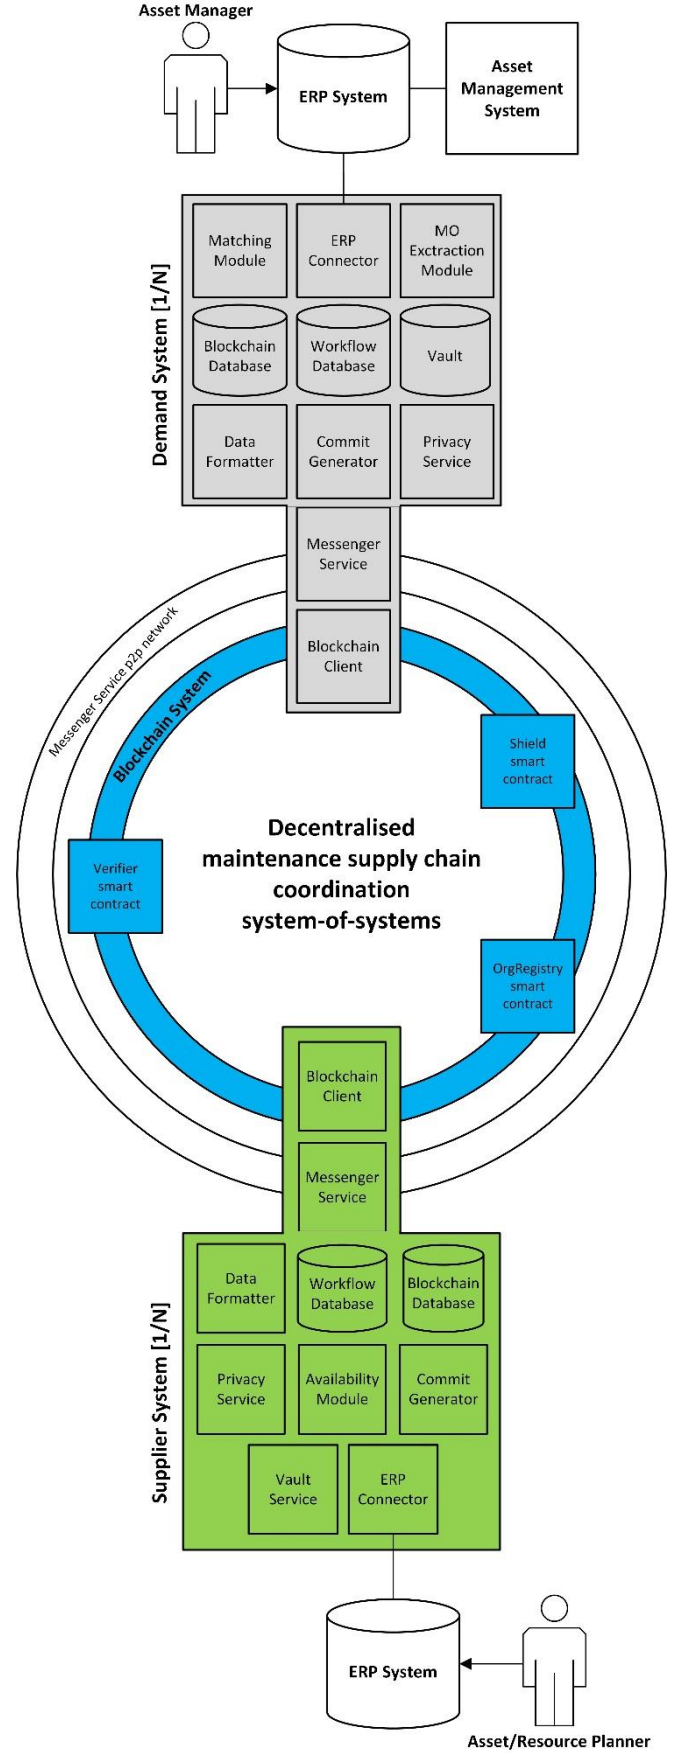 Asset Manager
ERP System
Asset
Management
System
Demand System [1/N]
Matching
Module
ERP
Connector
MO
Exctraction
Module
Blockchain
Database
Workflow
Database
Vault
Data
Formatter
Commit
Generator
Privacy
Service
Messenger
Service
Blockchain
Client
Messenger Service p2p network
Blockchain System
Shield
smart
contract
Verifier
smart
contract
Decentralised
maintenance supply chain
coordination
system-of-systems
OrgRegistry
smart
contract
Blockchain
Client
Messenger
Service
Supplier System [1/N]
Data
Formatter
Workflow
Database
Blockchain
Database
Privacy
Service
Availability
Module
Commit
Generator
Vault
Service
ERP
Connector
ERP System
Asset/Resource Planner